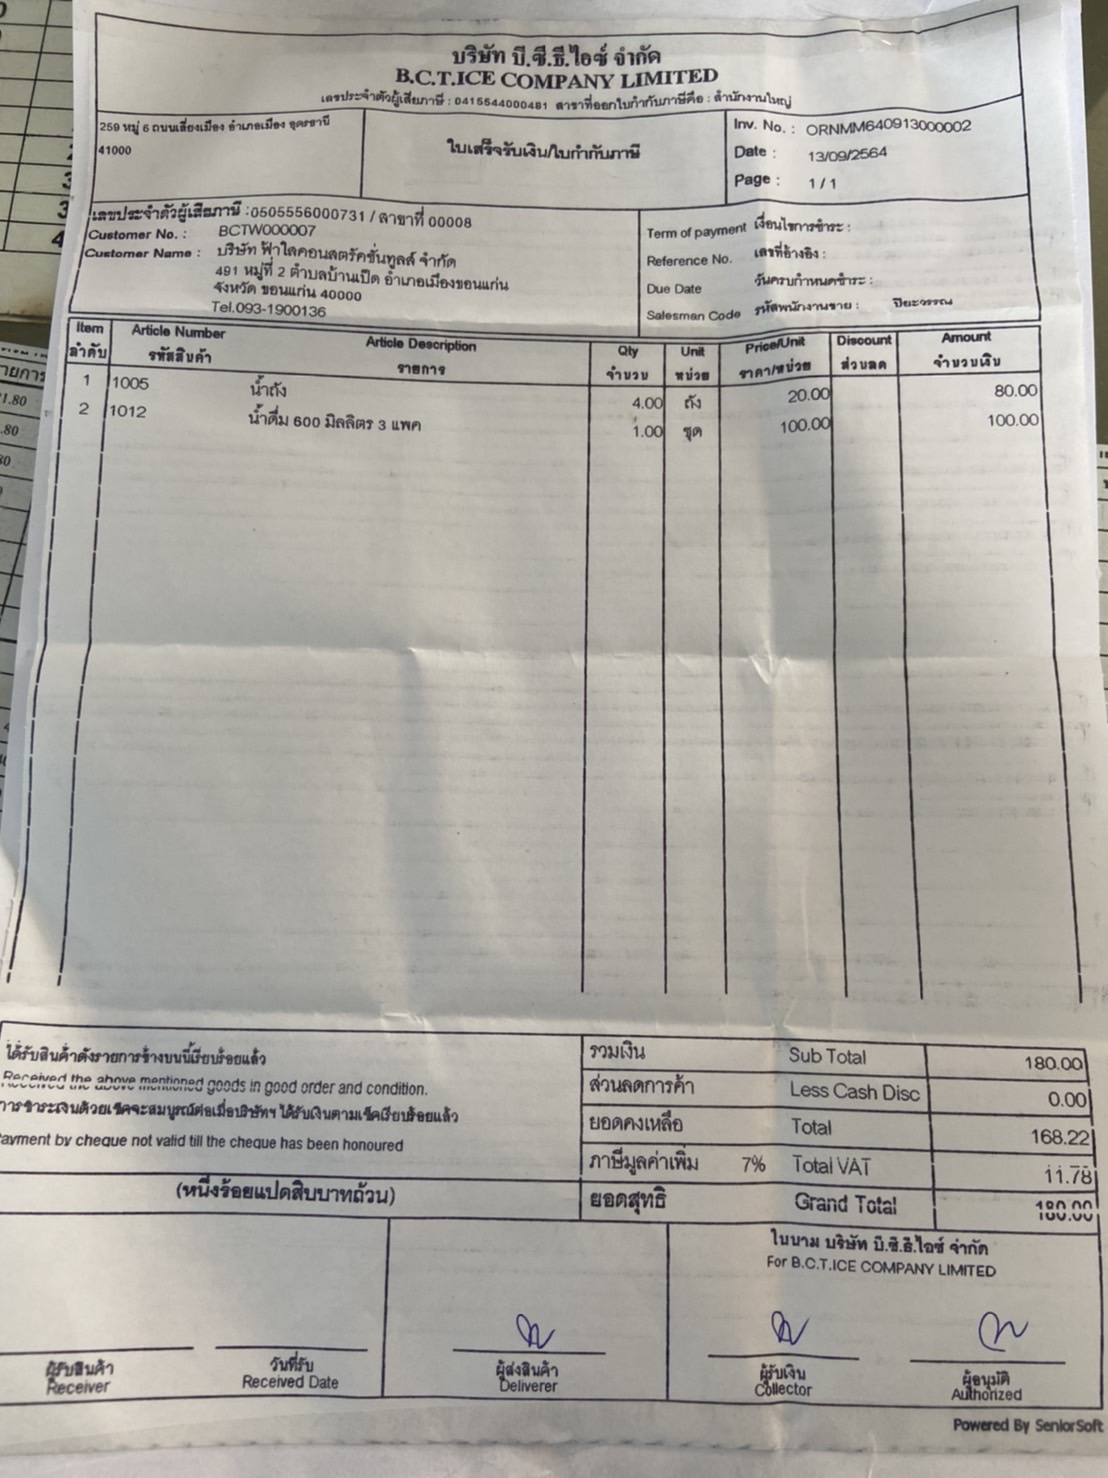 บริษัท บี.ซี.ธี.ไอซ์ จำกัด
B.C.T.ICE COMPANY LIMITED
เลขประจำตัวผู้เสียภาษี : 0415544000481 สาขาที่ออกใบกำกับภาษีคือ : สำนักงานใหญ่
259 หมู่ 6 ถนนเลี่ยงเมือง อำเภอเมือง อุดรธานี
41000
ใบเสร็จรับเงิน/ใบกำกับภาษี
Inv. No. : ORNMM640913000002
Date : 13/09/2564
Page : 1 / 1
เลขประจำตัวผู้เสียภาษี :0505556000731 / สาขาที่ 00008
Customer No. : BCTW000007
Customer Name : บริษัท ฟ้าใสคอนสตรัคชั่นทูลส์ จำกัด
491 หมู่ที่ 2 ตำบลบ้านเป็ด อำเภอเมืองขอนแก่น
จังหวัด ขอนแก่น 40000
Tel.093-1900136
Term of payment เงื่อนไขการชำระ :
Reference No. เลขที่อ้างอิง :
Due Date วันครบกำหนดชำระ :
Salesman Code รหัสพนักงานขาย : ปิยะวรรณ
Item Article Number Article Description Qty Unit Price/Unit Discount Amount
ลำดับ รหัสสินค้า รายการ จำนวน หน่วย ราคา/หน่วย ส่วนลด จำนวนเงิน
1 1005 น้ำถัง 4.00 ถัง 20.00 80.00
2 1012 น้ำดื่ม 600 มิลลิตร 3 แพค 1.00 ชุด 100.00 100.00
ได้รับสินค้าดังรายการข้างบนนี้เรียบร้อยแล้ว
Received the above mentioned goods in good order and condition.
การชำระเงินด้วยเช็คจะสมบูรณ์ต่อเมื่อบริษัทฯ ได้รับเงินตามเช็คเรียบร้อยแล้ว
ayment by cheque not valid till the cheque has been honoured
(หนึ่งร้อยแปดสิบบาทถ้วน)
รวมเงิน Sub Total 180.00
ส่วนลดการค้า Less Cash Disc 0.00
ยอดคงเหลือ Total 168.22
ภาษีมูลค่าเพิ่ม 7% Total VAT 11.78
ยอดสุทธิ Grand Total 180.00
ในนาม บริษัท บี.ซี.ธี.ไอซ์ จำกัด
For B.C.T.ICE COMPANY LIMITED
ผู้รับสินค้า วันที่รับ ผู้ส่งสินค้า ผู้รับเงิน ผู้อนุมัติ
Receiver Received Date Deliverer Collector Authorized
Powered By SeniorSoft